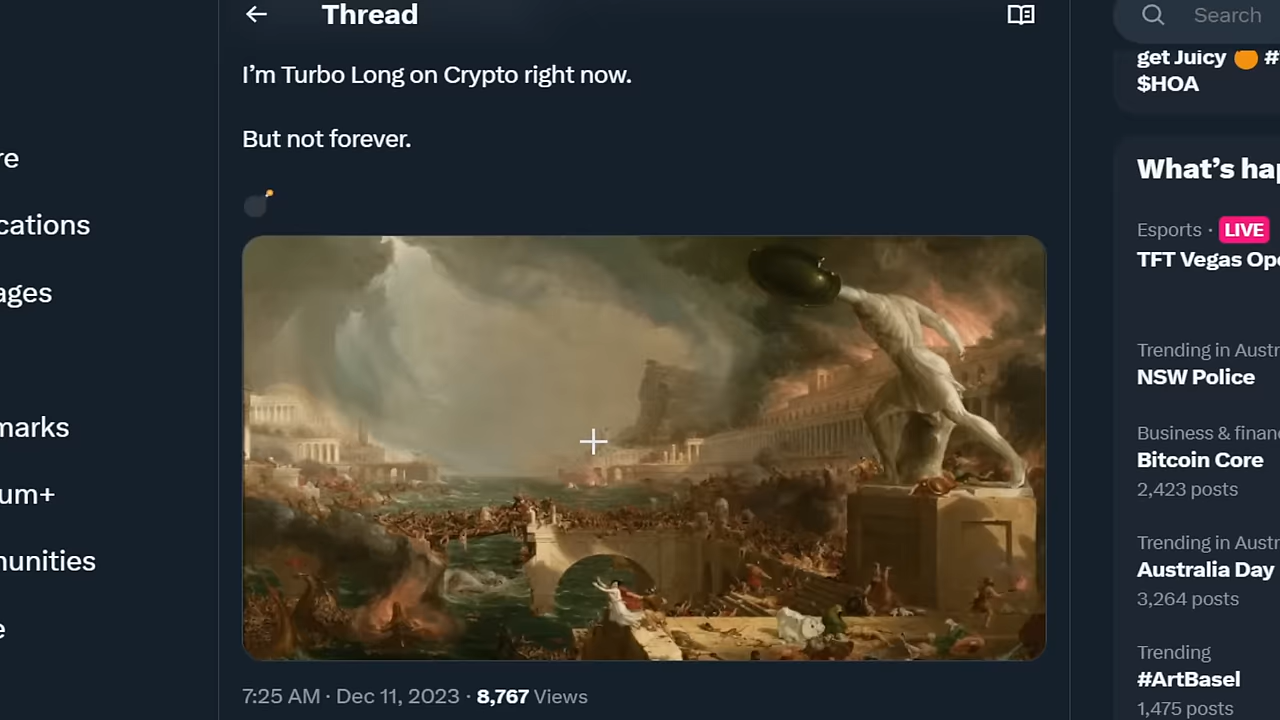 Thread
I’m Turbo Long on Crypto right now.
But not forever.
7:25 AM · Dec 11, 2023 · 8,767 Views
re
cations
ages
marks
um+
nunities
e
Search
get Juicy 🟠 #
$HOA
What’s hap
Esports · LIVE
TFT Vegas Ope
Trending in Austr
NSW Police
Business & financ
Bitcoin Core
2,423 posts
Trending in Austr
Australia Day
3,264 posts
Trending
#ArtBasel
1,475 posts